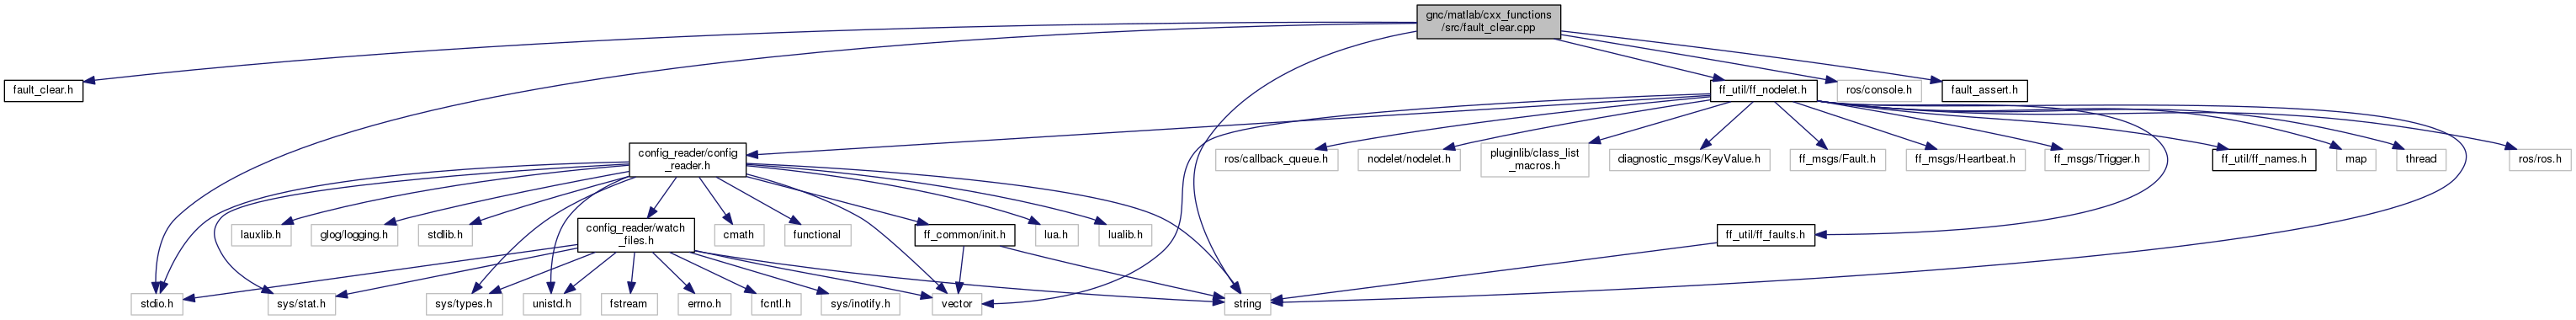 gnc/matlab/cxx_functions
/src/fault_clear.cpp
fault_clear.h
ff_util/ff_nodelet.h
ros/console.h
fault_assert.h
config_reader/config
_reader.h
ros/callback_queue.h
nodelet/nodelet.h
pluginlib/class_list
_macros.h
diagnostic_msgs/KeyValue.h
ff_msgs/Fault.h
ff_msgs/Heartbeat.h
ff_msgs/Trigger.h
ff_util/ff_names.h
map
thread
ros/ros.h
lauxlib.h
glog/logging.h
stdlib.h
config_reader/watch
_files.h
cmath
functional
ff_common/init.h
lua.h
lualib.h
ff_util/ff_faults.h
stdio.h
sys/stat.h
sys/types.h
unistd.h
fstream
errno.h
fcntl.h
sys/inotify.h
vector
string